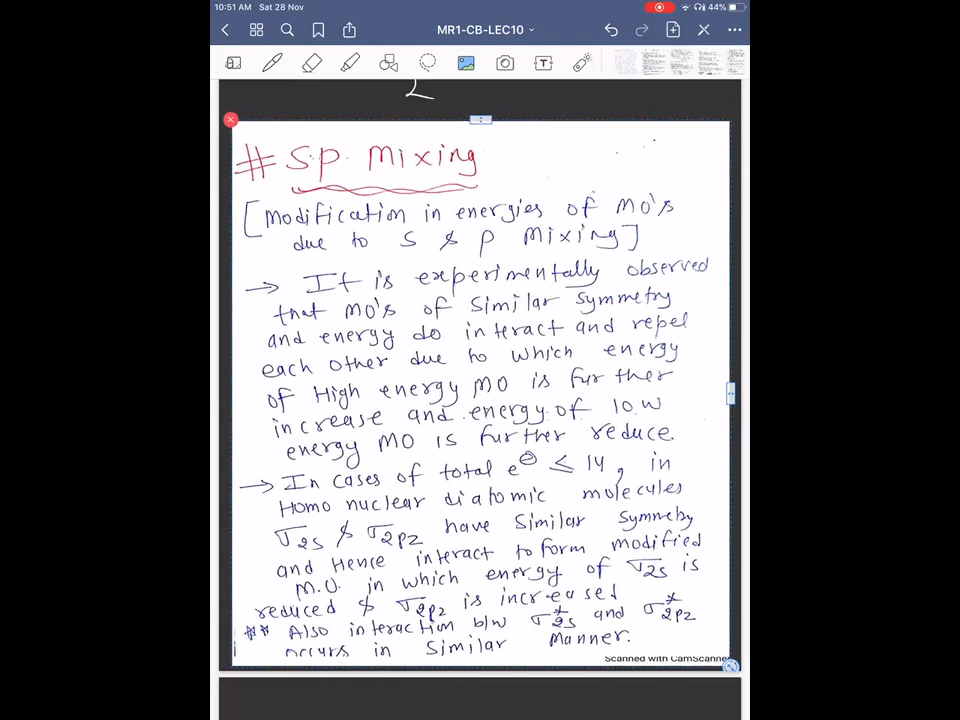 10:51 AM Sat 28 Nov
44%
MR1-CB-LEC10
T
2
# Sp Mixing
[Modification in energies of MO's
due to S & P Mixing]
→ It is experimentally observed
that MO's of Similar Symmetry
and energy do interact and repel
each other due to which energy
of High energy MO is further
increase and energy of low
energy MO is further reduce.
→ In cases of total e⊖ ≤ 14, in
Homo nuclear diatomic molecules
σ2s & σ2pz have Similar Symmetry
and Hence interact to form modified
M.O. in which energy of σ2s is
reduced & σ2pz is increased
** Also interaction b/w σ*2s and σ*2pz
occurs in Similar Manner.
Scanned with CamScanner